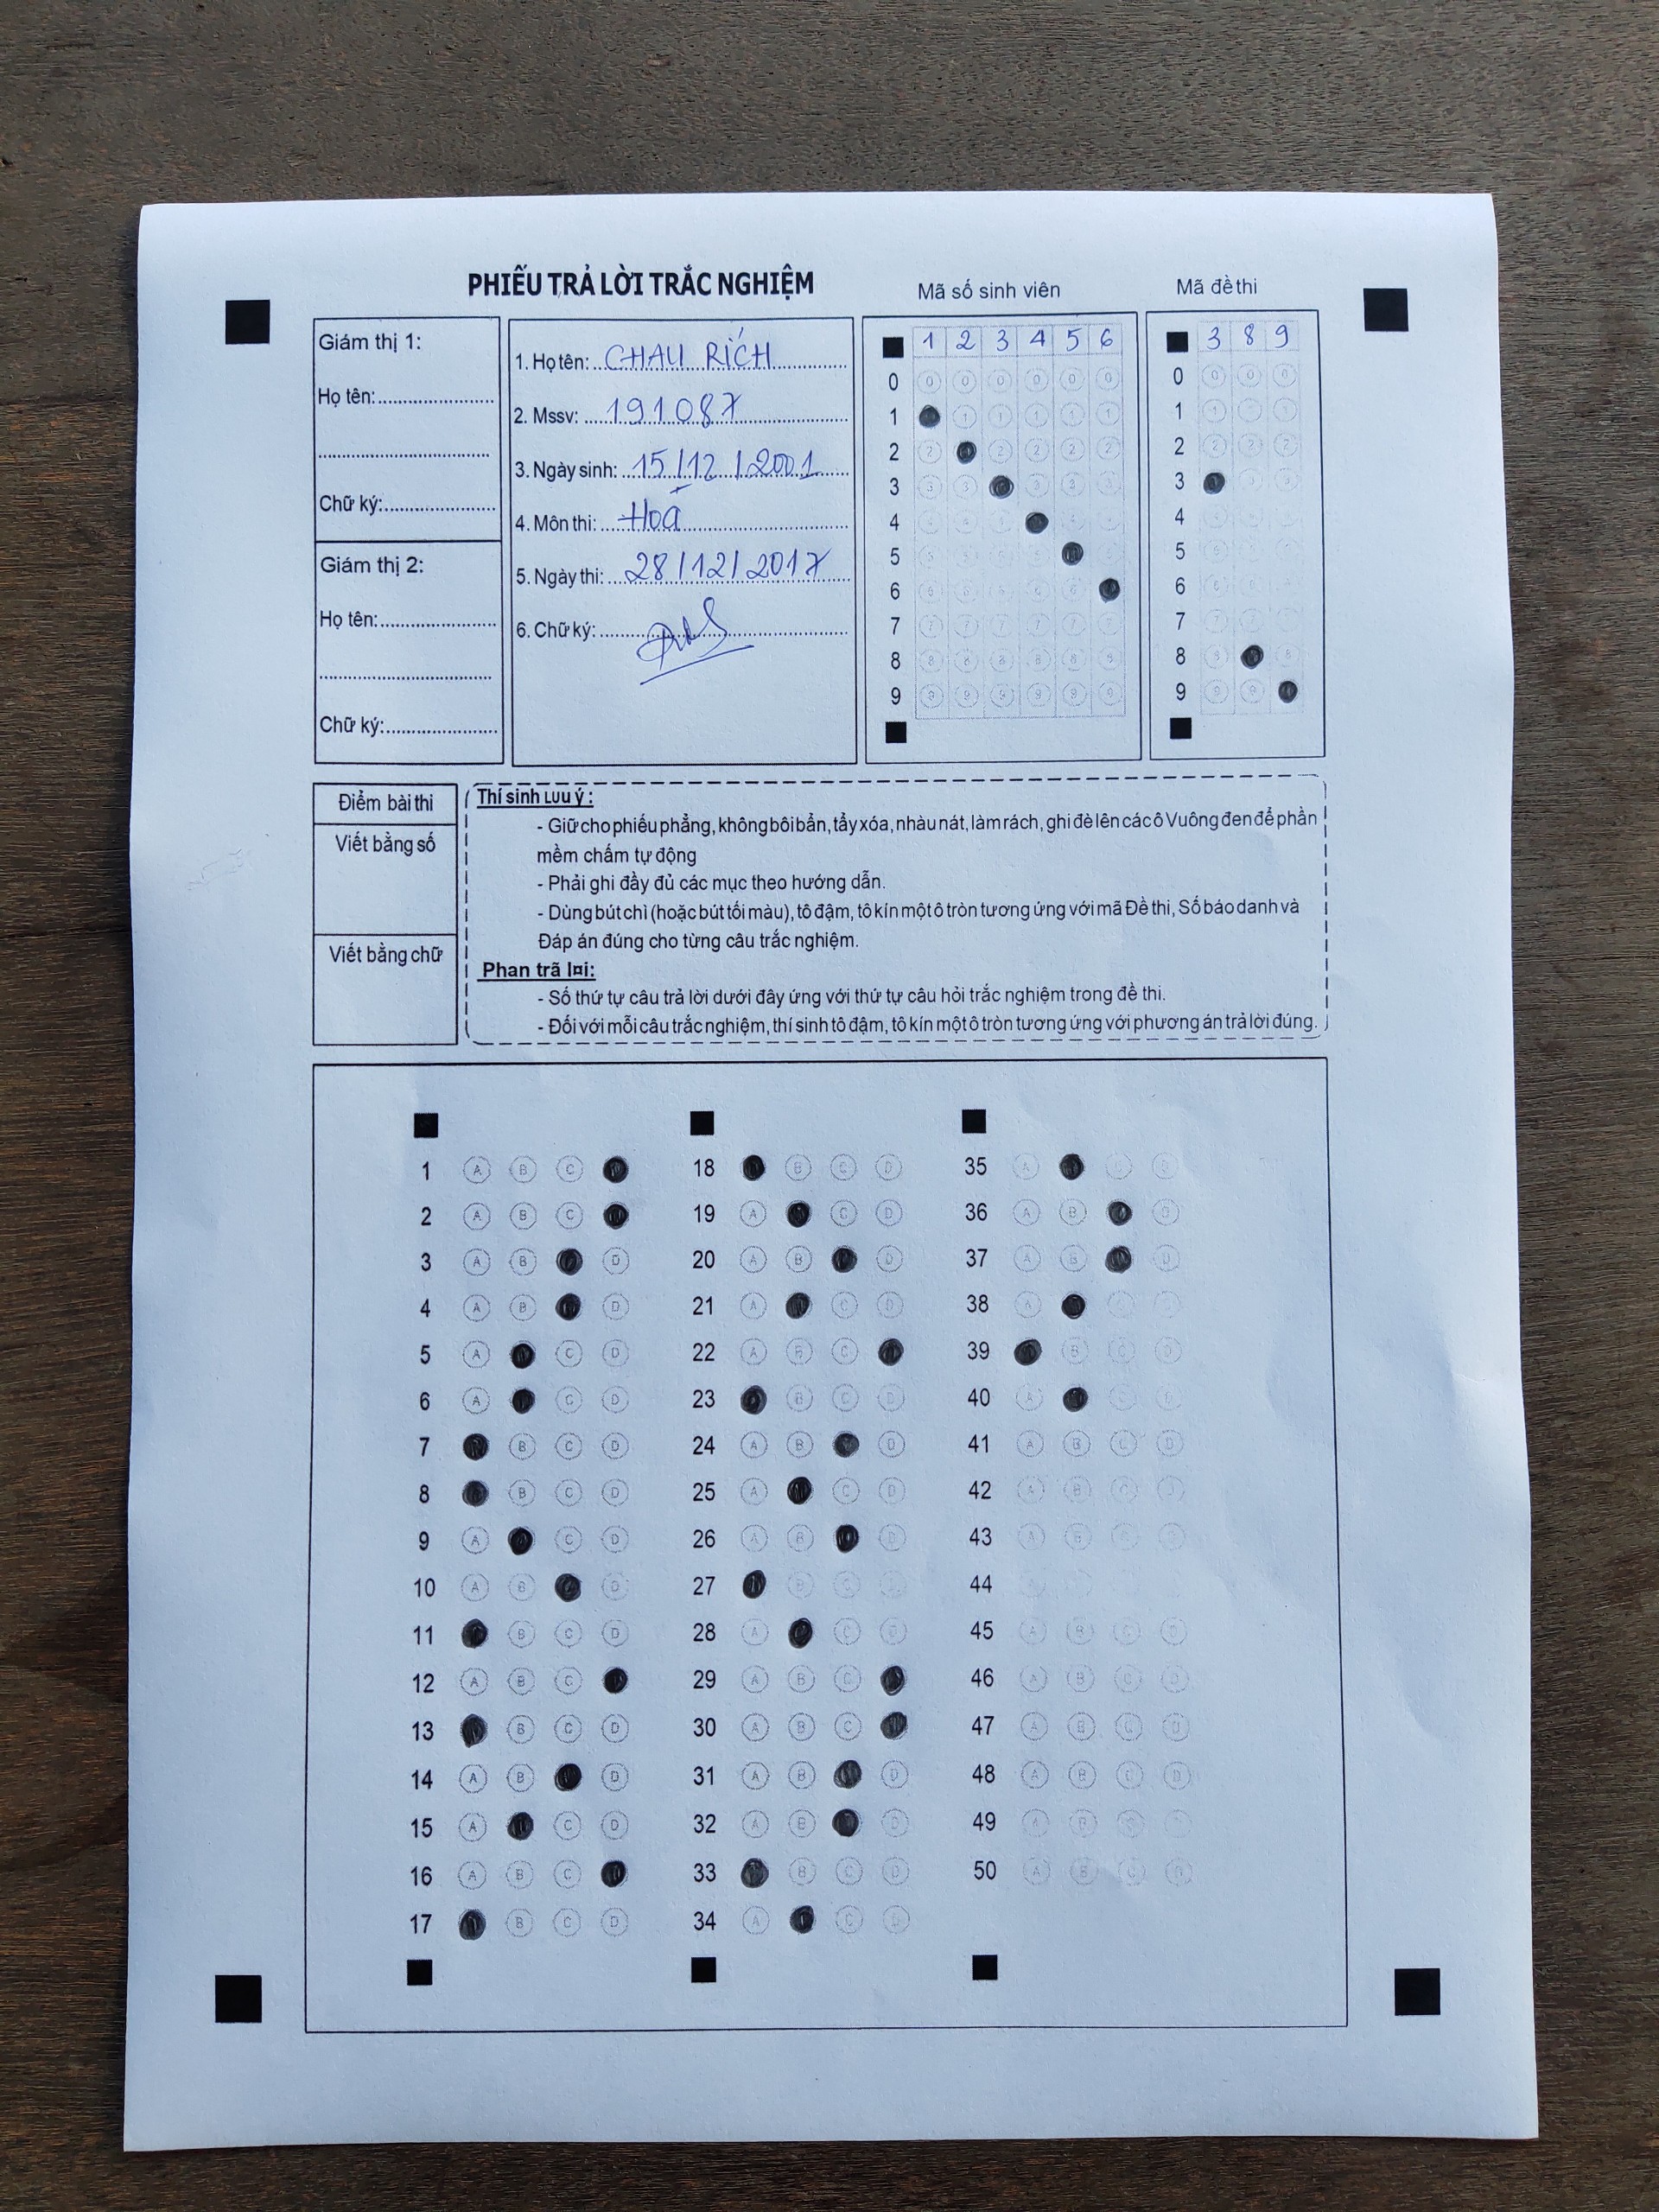 PHIẾU TRẢ LỜI TRẮC NGHIỆM
Mã số sinh viên
Mã đề thi
Giám thị 1:
Họ tên:
Chữ ký:
Giám thị 2:
Họ tên:
Chữ ký:
1. Họ tên: CHAU RÍCH
2. Mssv: 191087
3. Ngày sinh: 15/12/2001
4. Môn thi: Hoá
5. Ngày thi: 28/12/2017
6. Chữ ký:
1 2 3 4 5 6
0 0 0 0 0 0 0
1 1 1 1 1 1
2 2 2 2 2 2
3 3 3 3 3 3
4 4 4 4 4 4
5 5 5 5 5 5
6 6 6 6 6 6
7 7 7 7 7 7 7
8 8 8 8 8 8 8
9 9 9 9 9 9 9
3 8 9
0 0 0 0
1 1 1 1
2 2 2 2
3 3 3
4 4 4 4
5 5 5 5
6 6 6 6
7 7 7 7
8 8 8
9 9 9
Điểm bài thi
Viết bằng số
Viết bằng chữ
Thí sinh LUu ý :
- Giữ cho phiếu phẳng, không bôi bẩn, tẩy xóa, nhàu nát, làm rách, ghi đè lên các ô Vuông đen để phần
mềm chấm tự động
- Phải ghi đầy đủ các mục theo hướng dẫn.
- Dùng bút chì (hoặc bút tối màu), tô đậm, tô kín một ô tròn tương ứng với mã Đề thi, Số báo danh và
Đáp án đúng cho từng câu trắc nghiệm.
Phan trã l¤i:
- Số thứ tự câu trả lời dưới đây ứng với thứ tự câu hỏi trắc nghiệm trong đề thi.
- Đối với mỗi câu trắc nghiệm, thí sinh tô đậm, tô kín một ô tròn tương ứng với phương án trả lời đúng.
1 A B C
2 A B C
3 A B D
4 A B D
5 A C D
6 A C D
7 B C D
8 B C D
9 A C D
10 A B D
11 B C D
12 A B C
13 B C D
14 A B D
15 A C D
16 A B C
17 B C D
18 B C D
19 A C D
20 A B D
21 A C D
22 A B C
23 B C D
24 A B D
25 A C D
26 A B D
27 B C D
28 A C D
29 A B C
30 A B C
31 A B D
32 A B D
33 B C D
34 A C D
35 A C D
36 A B D
37 A B D
38 A
39 B C D
40 A C D
41 A B C D
42 A B C D
43 A B C D
44
45 A B C D
46 A B C D
47 A B C D
48 A B C D
49 A B C
50 A B C D